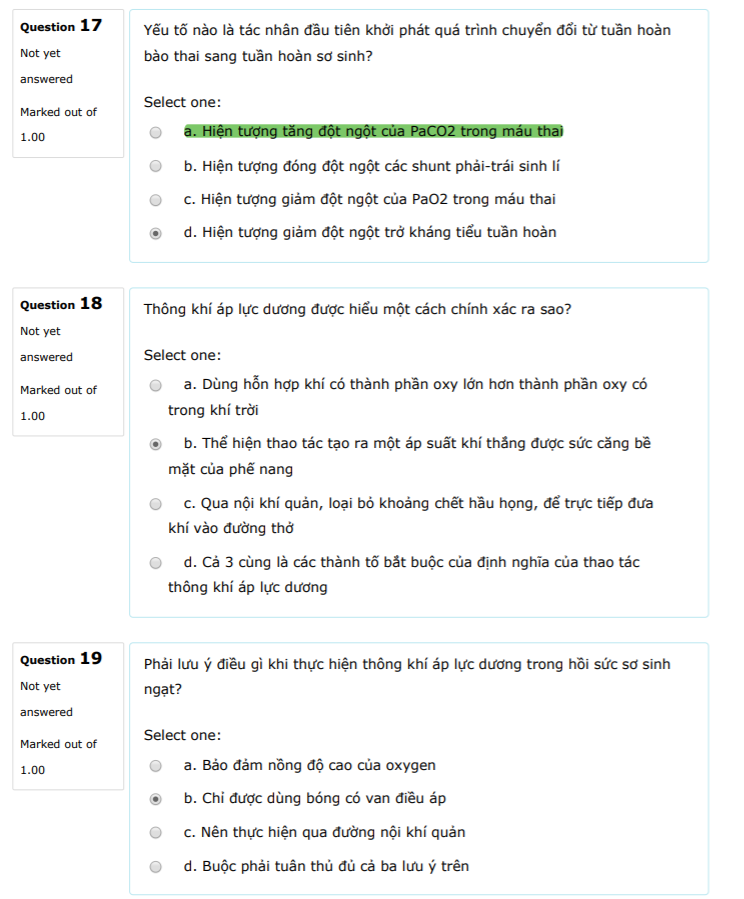 Question 17
Not yet
answered
Marked out of
1.00
Yếu tố nào là tác nhân đầu tiên khởi phát quá trình chuyển đổi từ tuần hoàn
bào thai sang tuần hoàn sơ sinh?
Select one:
a. Hiện tượng tăng đột ngột của PaCO2 trong máu thai
b. Hiện tượng đóng đột ngột các shunt phải-trái sinh lí
c. Hiện tượng giảm đột ngột của PaO2 trong máu thai
d. Hiện tượng giảm đột ngột trở kháng tiểu tuần hoàn
Question 18
Not yet
answered
Marked out of
1.00
Thông khí áp lực dương được hiểu một cách chính xác ra sao?
Select one:
a. Dùng hỗn hợp khí có thành phần oxy lớn hơn thành phần oxy có
trong khí trời
b. Thể hiện thao tác tạo ra một áp suất khí thắng được sức căng bề
mặt của phế nang
c. Qua nội khí quản, loại bỏ khoảng chết hầu họng, để trực tiếp đưa
khí vào đường thở
d. Cả 3 cùng là các thành tố bắt buộc của định nghĩa của thao tác
thông khí áp lực dương
Question 19
Not yet
answered
Marked out of
1.00
Phải lưu ý điều gì khi thực hiện thông khí áp lực dương trong hồi sức sơ sinh
ngạt?
Select one:
a. Bảo đảm nồng độ cao của oxygen
b. Chỉ được dùng bóng có van điều áp
c. Nên thực hiện qua đường nội khí quản
d. Buộc phải tuân thủ đủ cả ba lưu ý trên